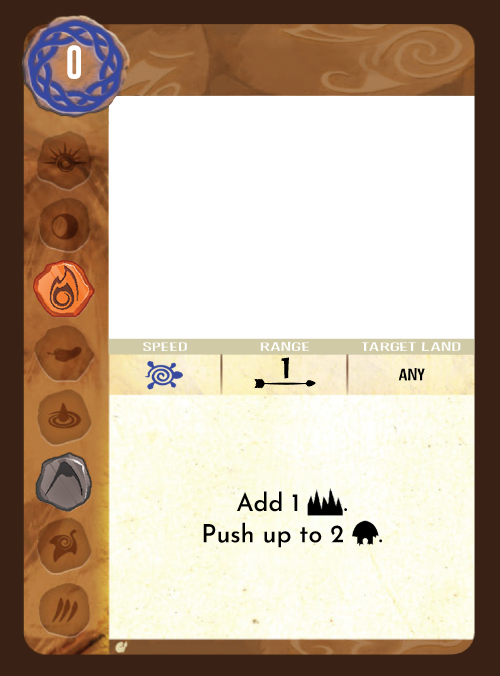 0
SPEED
RANGE
TARGET LAND
1
ANY
Add 1 .
Push up to 2 .